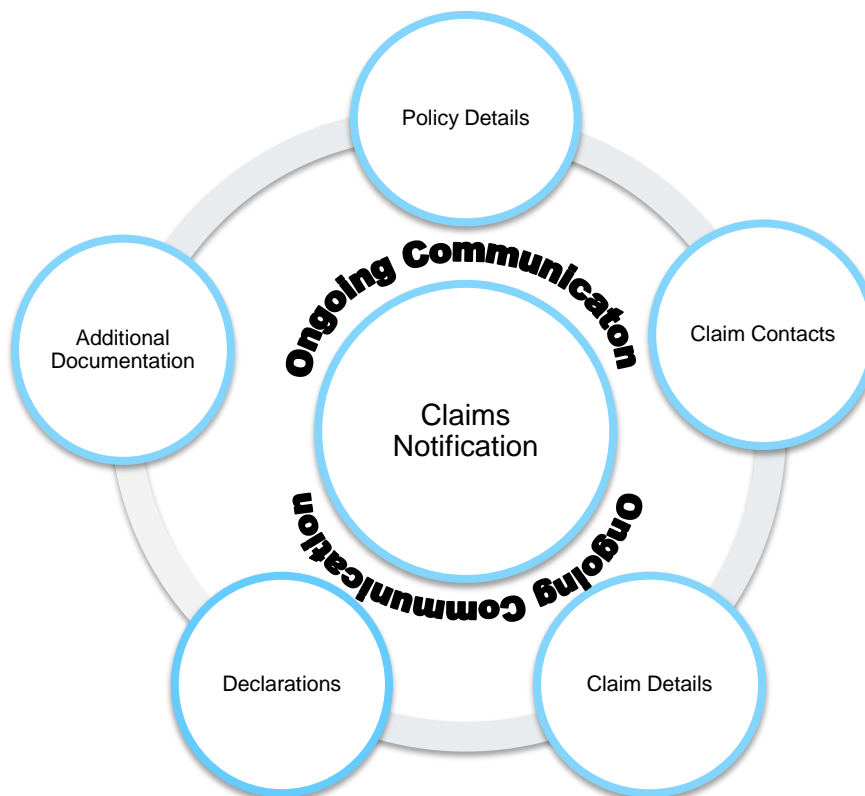 Policy Details
Ongoing Communicaton
Claim Contacts
Additional
Documentation
Claims
Notification
Ongoing Communication
Declarations
Claim Details